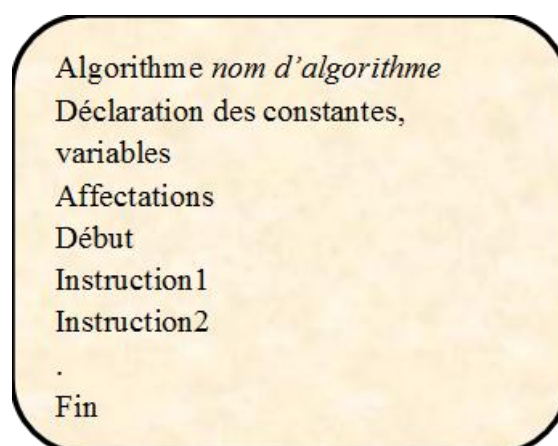 Algorithme nom d’algorithme
Déclaration des constantes,
variables
Affectations
Début
Instruction1
Instruction2
.
Fin